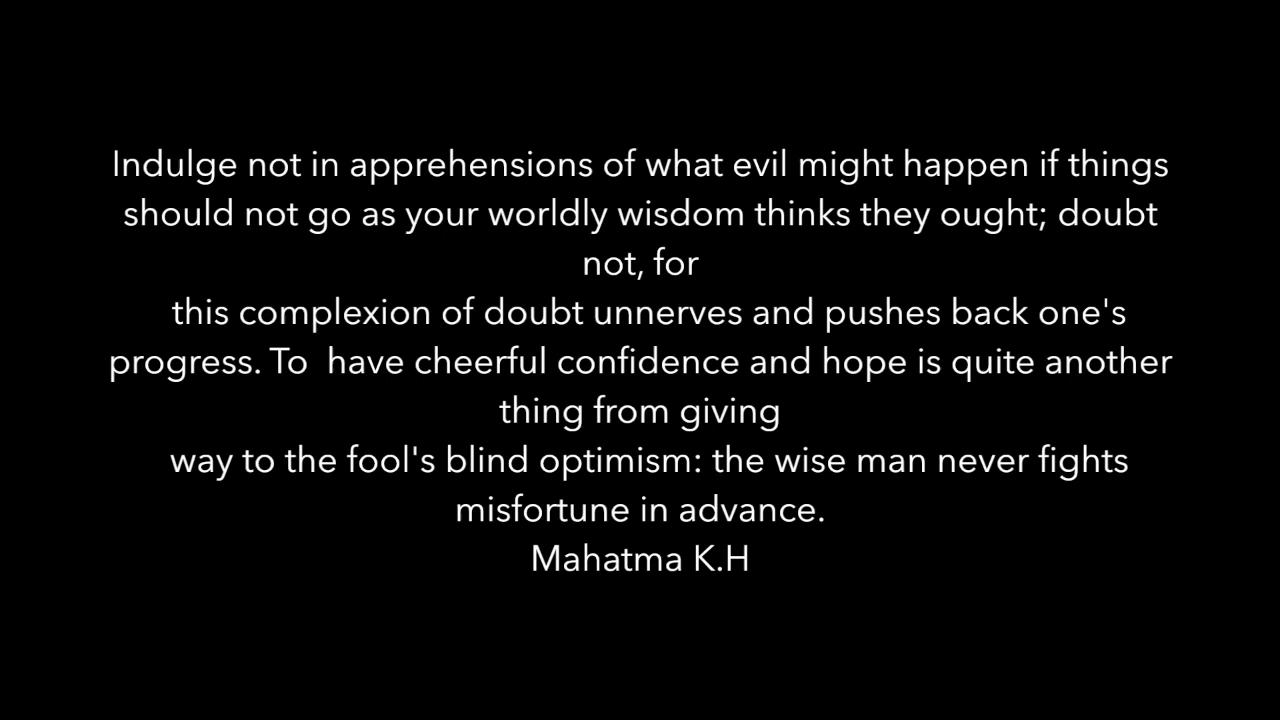 Indulge not in apprehensions of what evil might happen if things
should not go as your worldly wisdom thinks they ought; doubt
not, for
this complexion of doubt unnerves and pushes back one's
progress. To  have cheerful confidence and hope is quite another
thing from giving
way to the fool's blind optimism: the wise man never fights
misfortune in advance.
Mahatma K.H